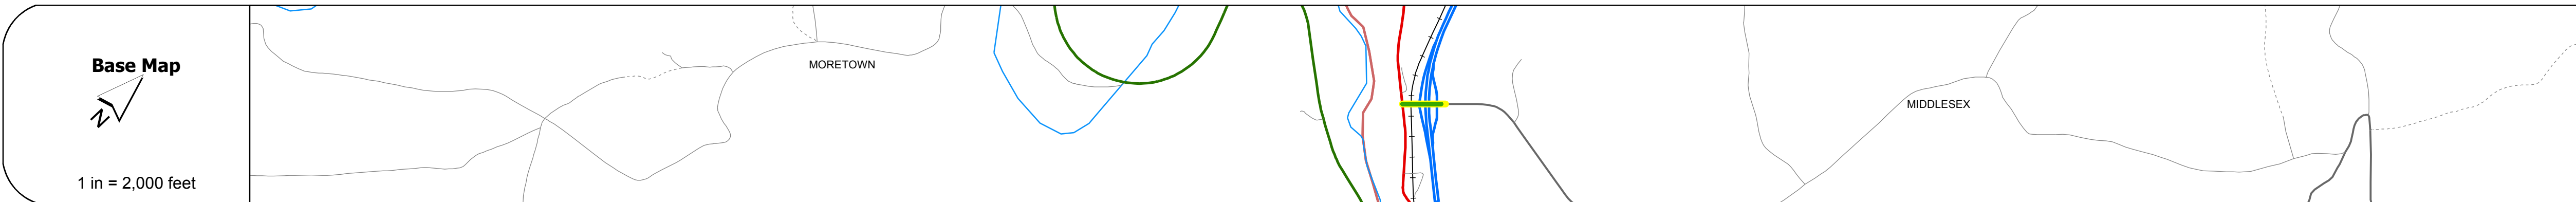 Base Map
N
1 in = 2,000 feet
MORETOWN
MIDDLESEX